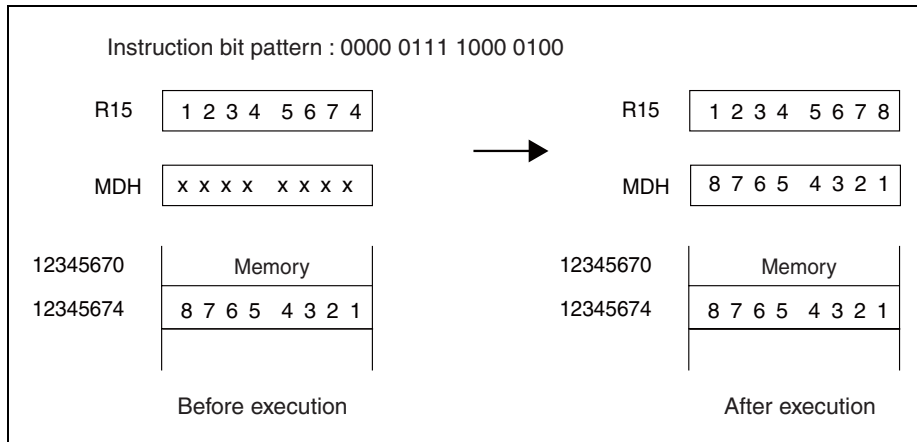 Instruction bit pattern : 0000 0111 1000 0100
R15 1 2 3 4 5 6 7 4
R15 1 2 3 4 5 6 7 8
MDH x x x x x x x x
MDH 8 7 6 5 4 3 2 1
12345670 Memory
12345670 Memory
12345674 8 7 6 5 4 3 2 1
12345674 8 7 6 5 4 3 2 1
Before execution
After execution